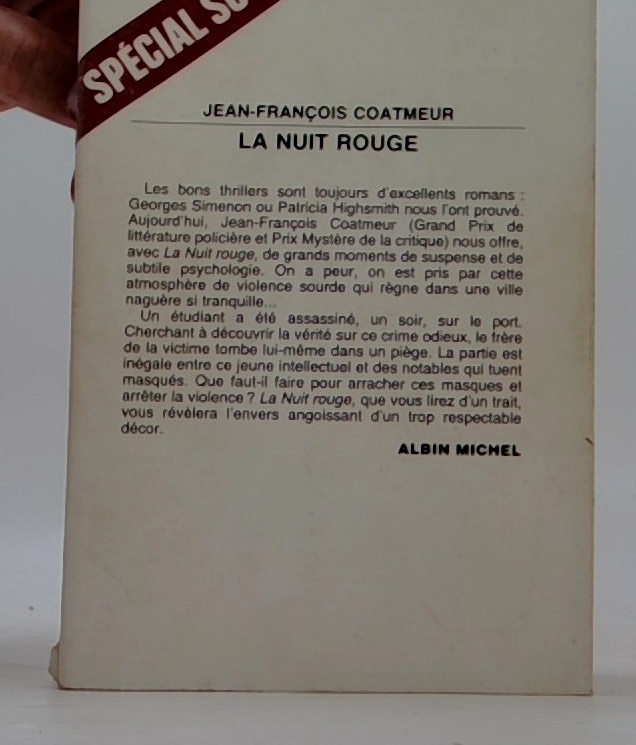 SPÉCIAL SU
JEAN-FRANÇOIS COATMEUR
LA NUIT ROUGE
Les bons thrillers sont toujours d'excellents romans :
Georges Simenon ou Patricia Highsmith nous l'ont prouvé.
Aujourd'hui, Jean-François Coatmeur (Grand Prix de
littérature policière et Prix Mystère de la critique) nous offre,
avec La Nuit rouge, de grands moments de suspense et de
subtile psychologie. On a peur, on est pris par cette
atmosphère de violence sourde qui règne dans une ville
naguère si tranquille...
Un étudiant a été assassiné, un soir, sur le port.
Cherchant à découvrir la vérité sur ce crime odieux, le frère
de la victime tombe lui-même dans un piège. La partie est
inégale entre ce jeune intellectuel et des notables qui tuent
masqués. Que faut-il faire pour arracher ces masques et
arrêter la violence ? La Nuit rouge, que vous lirez d'un trait,
vous révèlera l'envers angoissant d'un trop respectable
décor.
ALBIN MICHEL